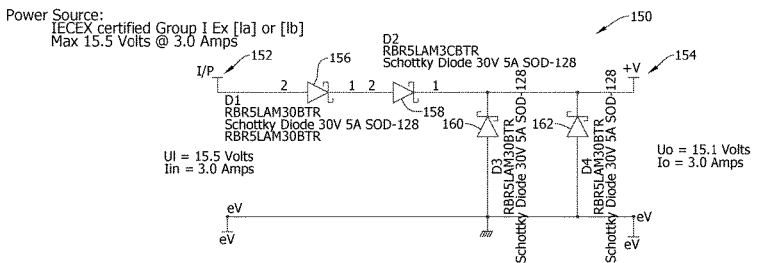 Power Source:
IECEX certified Group I Ex [Ia] or [Ib]
Max 15.5 Volts @ 3.0 Amps
150
152
I/P
156
2
1
D1
RBR5LAM30BTR
Schottky Diode 30V 5A SOD-128
RBR5LAM30BTR
D2
RBR5LAM3CBTR
Schottky Diode 30V 5A SOD-128
2
1
158
+V
154
160
D3
RBR5LAM30BTR
Schottky Diode 30V 5A SOD-128
162
D4
RBR5LAM30BTR
Schottky Diode 30V 5A SOD-128
UI = 15.5 Volts
Iin = 3.0 Amps
Uo = 15.1 Volts
Io = 3.0 Amps
eV
eV
eV
eV